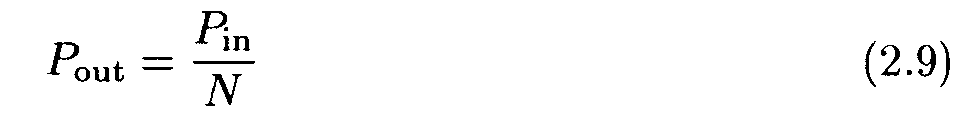 P_out = P_in / N (2.9)